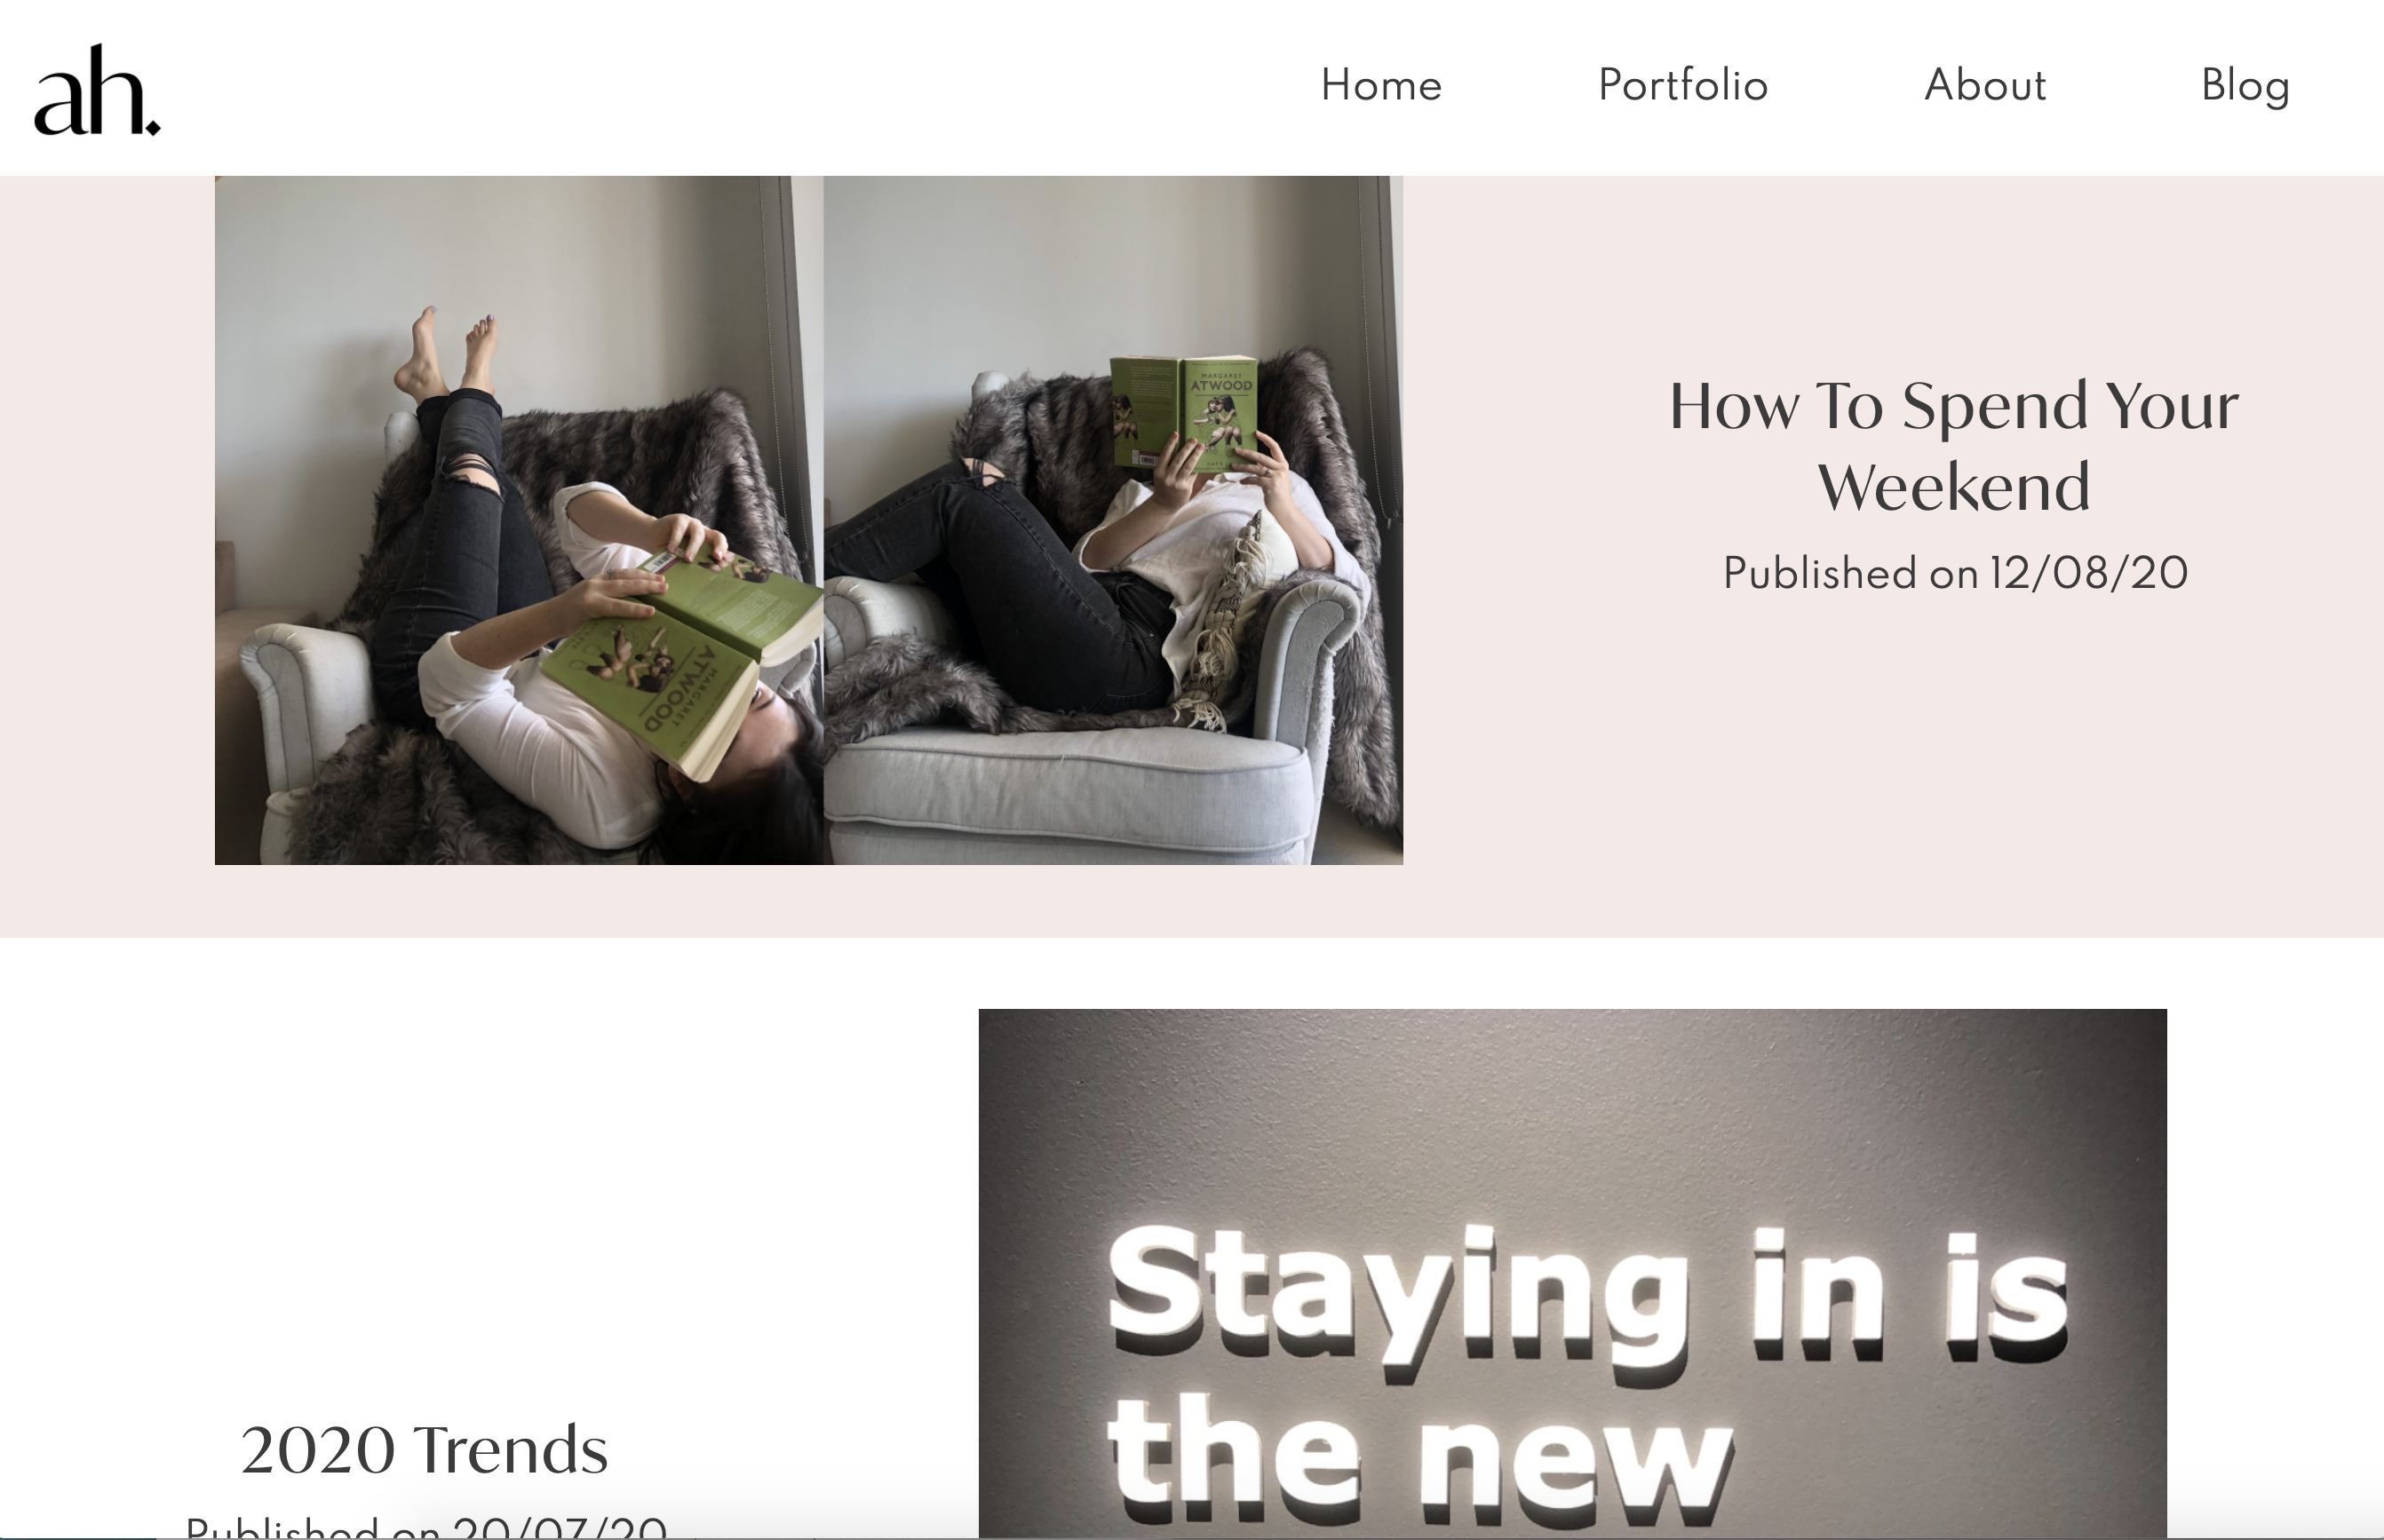 ah.
Home Portfolio About Blog
MARGARET
ATWOOD
MARGARET
ATWOOD
How To Spend Your
Weekend
Published on 12/08/20
Staying in is
the new
2020 Trends
Published on 20/07/20